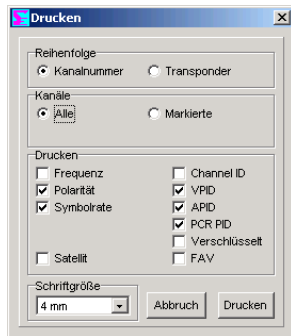 Drucken
Reihenfolge
Kanalnummer Transponder
Kanäle
Alle Markierte
Drucken
Frequenz Channel ID
Polarität VPID
Symbolrate APID
PCR PID
Verschlüsselt
Satellit FAV
Schriftgröße
4 mm Abbruch Drucken